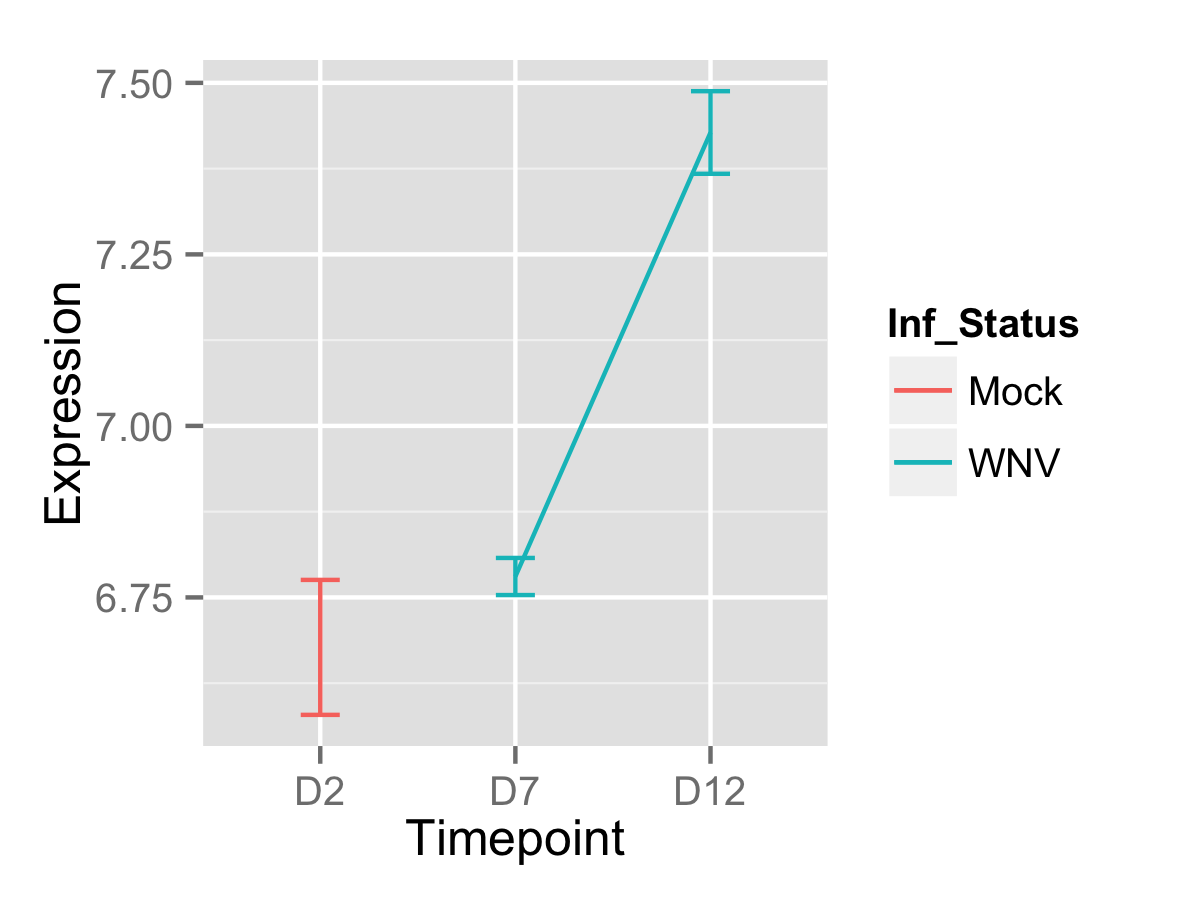 7.50
7.25
7.00
6.75
Expression
D2 D7 D12
Timepoint
Inf_Status
Mock
WNV